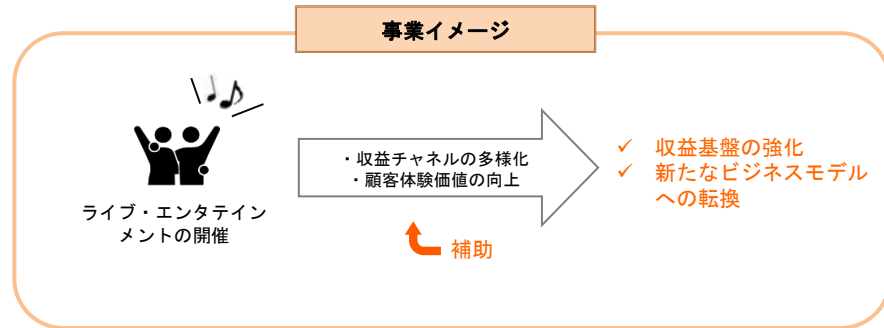 事業イメージ
ライブ・エンタテイン
メントの開催
・収益チャネルの多様化
・顧客体験価値の向上
補助
✓ 収益基盤の強化
✓ 新たなビジネスモデル
への転換